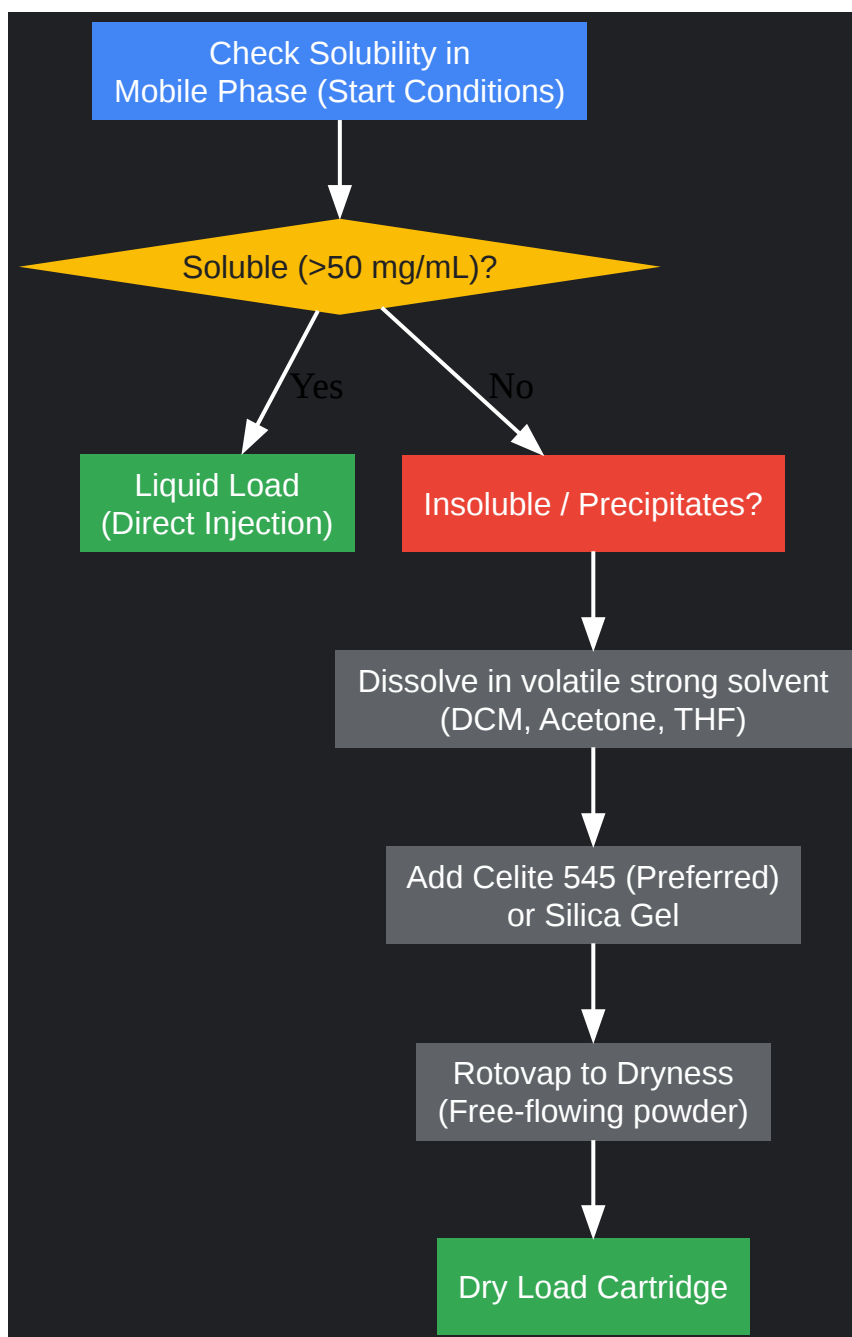 Check Solubility in
Mobile Phase (Start Conditions)
Soluble (>50 mg/mL)?
Yes
No
Liquid Load
(Direct Injection)
Insoluble / Precipitates?
Dissolve in volatile strong solvent
(DCM, Acetone, THF)
Add Celite 545 (Preferred)
or Silica Gel
Rotovap to Dryness
(Free-flowing powder)
Dry Load Cartridge